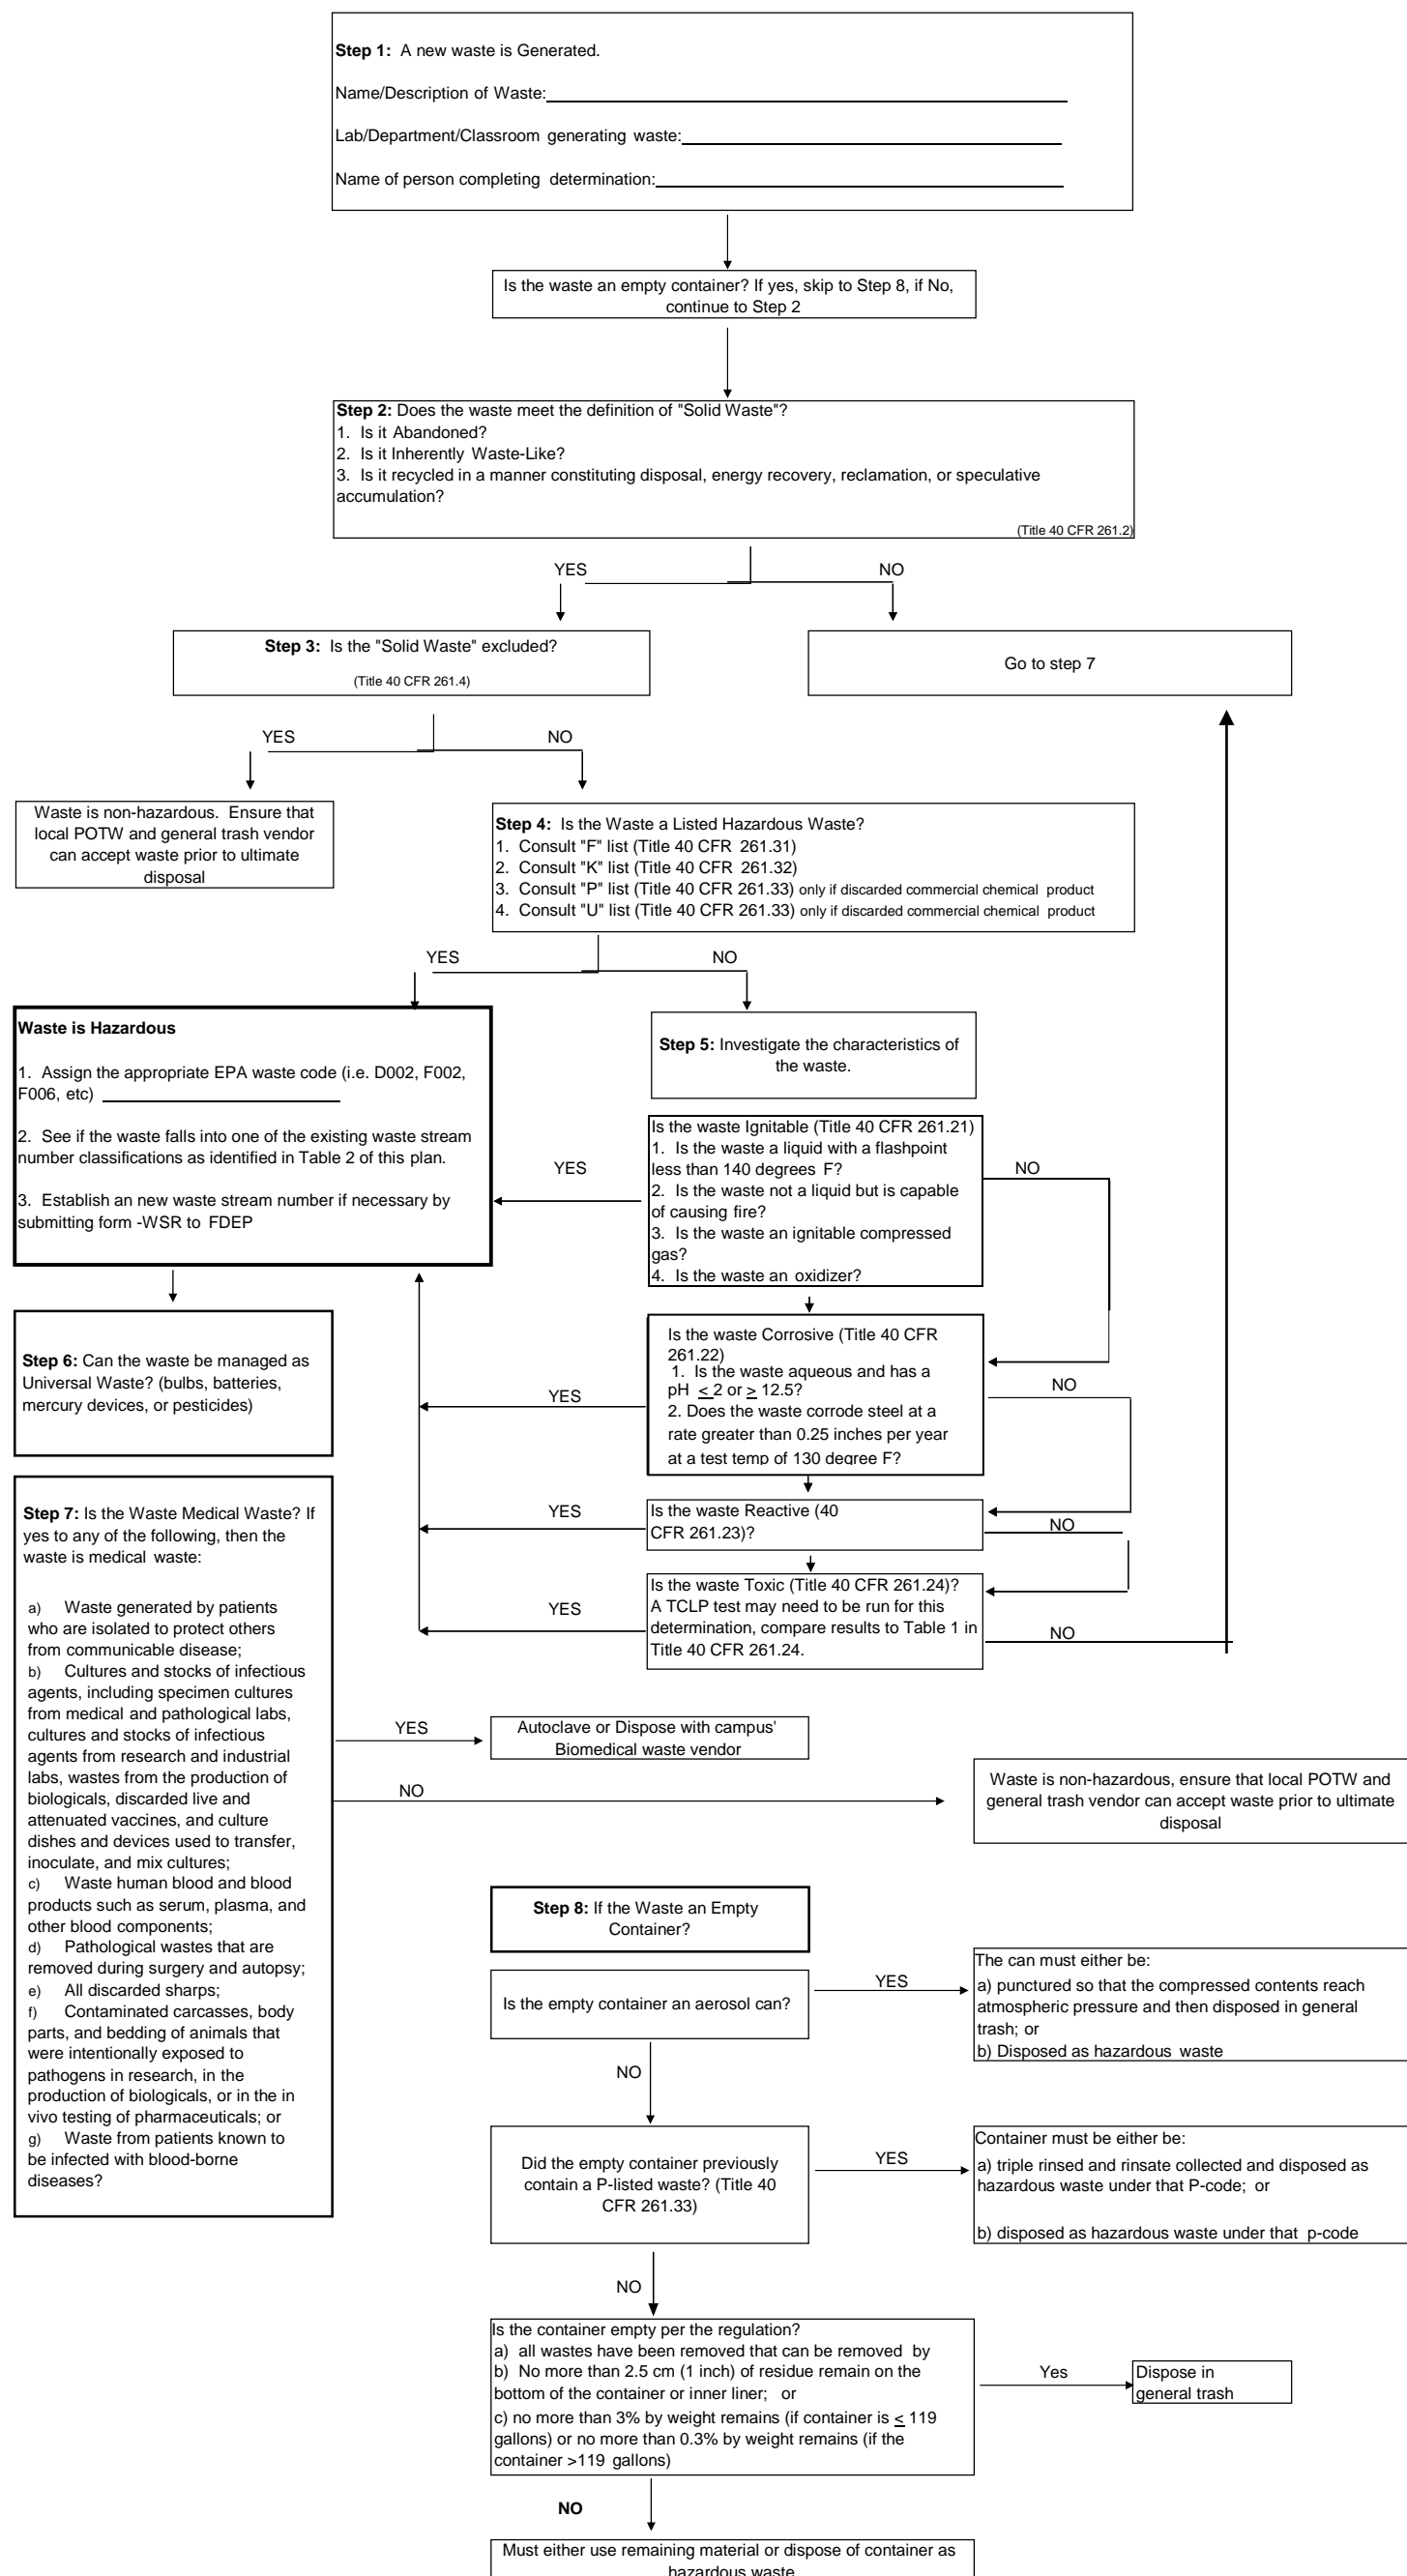 Step 1: A new waste is Generated.
Name/Description of Waste:
Lab/Department/Classroom generating waste:
Name of person completing determination:
Is the waste an empty container? If yes, skip to Step 8, if No,
continue to Step 2
Step 2: Does the waste meet the definition of "Solid Waste"?
1. Is it Abandoned?
2. Is it Inherently Waste-Like?
3. Is it recycled in a manner constituting disposal, energy recovery, reclamation, or speculative
accumulation?
(Title 40 CFR 261.2)
YES
NO
Step 3: Is the "Solid Waste" excluded?
(Title 40 CFR 261.4)
Go to step 7
YES
NO
Waste is non-hazardous. Ensure that
local POTW and general trash vendor
can accept waste prior to ultimate
disposal
Step 4: Is the Waste a Listed Hazardous Waste?
1. Consult "F" list (Title 40 CFR 261.31)
2. Consult "K" list (Title 40 CFR 261.32)
3. Consult "P" list (Title 40 CFR 261.33) only if discarded commercial chemical product
4. Consult "U" list (Title 40 CFR 261.33) only if discarded commercial chemical product
YES
NO
Waste is Hazardous
1. Assign the appropriate EPA waste code (i.e. D002, F002,
F006, etc)
2. See if the waste falls into one of the existing waste stream
number classifications as identified in Table 2 of this plan.
3. Establish an new waste stream number if necessary by
submitting form -WSR to FDEP
Step 5: Investigate the characteristics of
the waste.
Is the waste Ignitable (Title 40 CFR 261.21)
1. Is the waste a liquid with a flashpoint
less than 140 degrees F?
2. Is the waste not a liquid but is capable
of causing fire?
3. Is the waste an ignitable compressed
gas?
4. Is the waste an oxidizer?
YES
NO
Step 6: Can the waste be managed as
Universal Waste? (bulbs, batteries,
mercury devices, or pesticides)
Is the waste Corrosive (Title 40 CFR
261.22)
1. Is the waste aqueous and has a
pH < 2 or > 12.5?
2. Does the waste corrode steel at a
rate greater than 0.25 inches per year
at a test temp of 130 degree F?
YES
NO
Is the waste Reactive (40
CFR 261.23)?
YES
NO
Is the waste Toxic (Title 40 CFR 261.24)?
A TCLP test may need to be run for this
determination, compare results to Table 1 in
Title 40 CFR 261.24.
YES
NO
Step 7: Is the Waste Medical Waste? If
yes to any of the following, then the
waste is medical waste:
a) Waste generated by patients
who are isolated to protect others
from communicable disease;
b) Cultures and stocks of infectious
agents, including specimen cultures
from medical and pathological labs,
cultures and stocks of infectious
agents from research and industrial
labs, wastes from the production of
biologicals, discarded live and
attenuated vaccines, and culture
dishes and devices used to transfer,
inoculate, and mix cultures;
c) Waste human blood and blood
products such as serum, plasma, and
other blood components;
d) Pathological wastes that are
removed during surgery and autopsy;
e) All discarded sharps;
f) Contaminated carcasses, body
parts, and bedding of animals that
were intentionally exposed to
pathogens in research, in the
production of biologicals, or in the in
vivo testing of pharmaceuticals; or
g) Waste from patients known to
be infected with blood-borne
diseases?
YES
Autoclave or Dispose with campus'
Biomedical waste vendor
NO
Waste is non-hazardous, ensure that local POTW and
general trash vendor can accept waste prior to ultimate
disposal
Step 8: If the Waste an Empty
Container?
Is the empty container an aerosol can?
YES
The can must either be:
a) punctured so that the compressed contents reach
atmospheric pressure and then disposed in general
trash; or
b) Disposed as hazardous waste
NO
Did the empty container previously
contain a P-listed waste? (Title 40
CFR 261.33)
YES
Container must be either be:
a) triple rinsed and rinsate collected and disposed as
hazardous waste under that P-code; or
b) disposed as hazardous waste under that p-code
NO
Is the container empty per the regulation?
a) all wastes have been removed that can be removed by
b) No more than 2.5 cm (1 inch) of residue remain on the
bottom of the container or inner liner; or
c) no more than 3% by weight remains (if container is < 119
gallons) or no more than 0.3% by weight remains (if the
container >119 gallons)
Yes
Dispose in
general trash
NO
Must either use remaining material or dispose of container as
hazardous waste